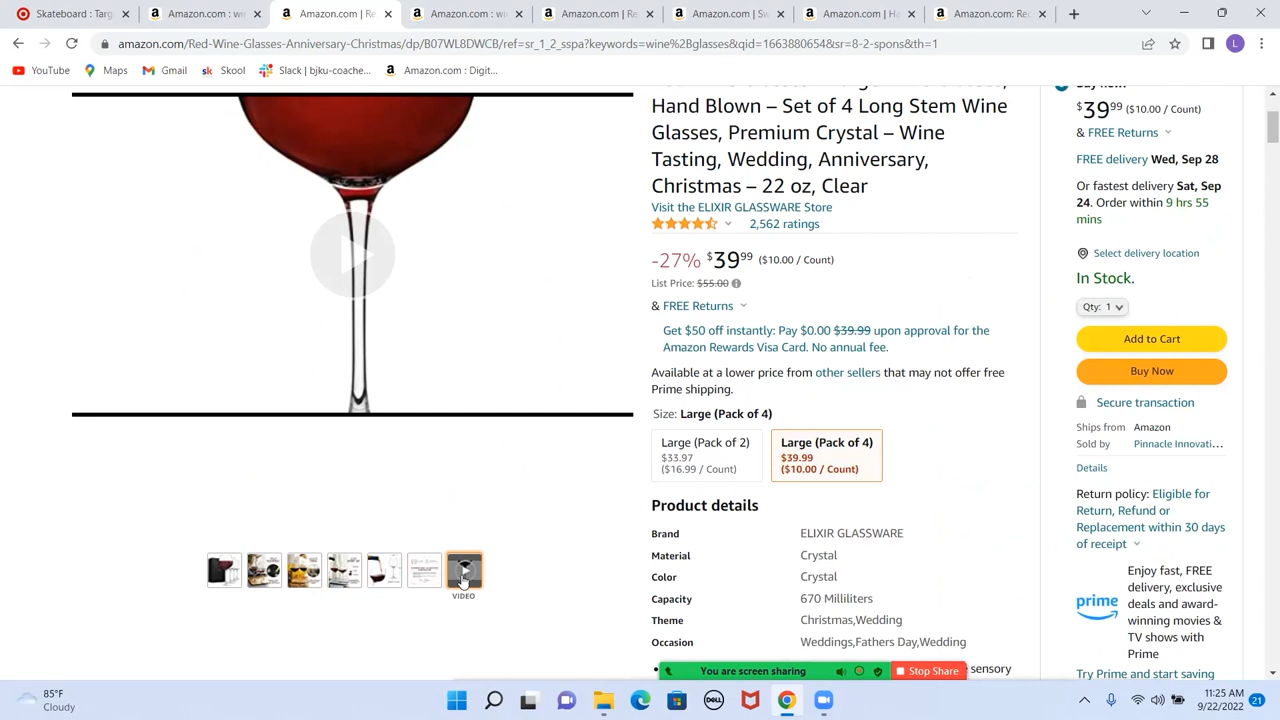 Skateboard : Targ
Amazon.com : wi
Amazon.com : Re
Amazon.com : wi
Amazon.com : Re
Amazon.com : Sv
Amazon.com : Ha
Amazon.com: Rec
amazon.com/Red-Wine-Glasses-Anniversary-Christmas/dp/B07WL8DWCB/ref=sr_1_2_sspa?keywords=wine%2Bglasses&qid=1663880654&sr=8-2-spons&th=1
L
YouTube
Maps
Gmail
Skool
Slack | bjku-coache...
Amazon.com : Digit...
Hand Blown – Set of 4 Long Stem Wine
Glasses, Premium Crystal – Wine
Tasting, Wedding, Anniversary,
Christmas – 22 oz, Clear
Visit the ELIXIR GLASSWARE Store
2,562 ratings
-27% $39 99 ($10.00 / Count)
List Price: $55.00
& FREE Returns
Get $50 off instantly: Pay $0.00 $39.99 upon approval for the
Amazon Rewards Visa Card. No annual fee.
Available at a lower price from other sellers that may not offer free
Prime shipping.
Size: Large (Pack of 4)
Large (Pack of 2)
$33.97
($16.99 / Count)
Large (Pack of 4)
$39.99
($10.00 / Count)
Product details
Brand ELIXIR GLASSWARE
Material Crystal
Color Crystal
Capacity 670 Milliliters
Theme Christmas,Wedding
Occasion Weddings,Fathers Day,Wedding
sensory
VIDEO
$39 99 ($10.00 / Count)
& FREE Returns
FREE delivery Wed, Sep 28
Or fastest delivery Sat, Sep
24. Order within 9 hrs 55
mins
Select delivery location
In Stock.
Qty: 1
Add to Cart
Buy Now
Secure transaction
Ships from Amazon
Sold by Pinnacle Innovati...
Details
Return policy: Eligible for
Return, Refund or
Replacement within 30 days
of receipt
prime
Enjoy fast, FREE
delivery, exclusive
deals and award-
winning movies &
TV shows with
Prime
Try Prime and start saving
You are screen sharing
Stop Share
85°F
Cloudy
DELL
11:25 AM
9/22/2022
21